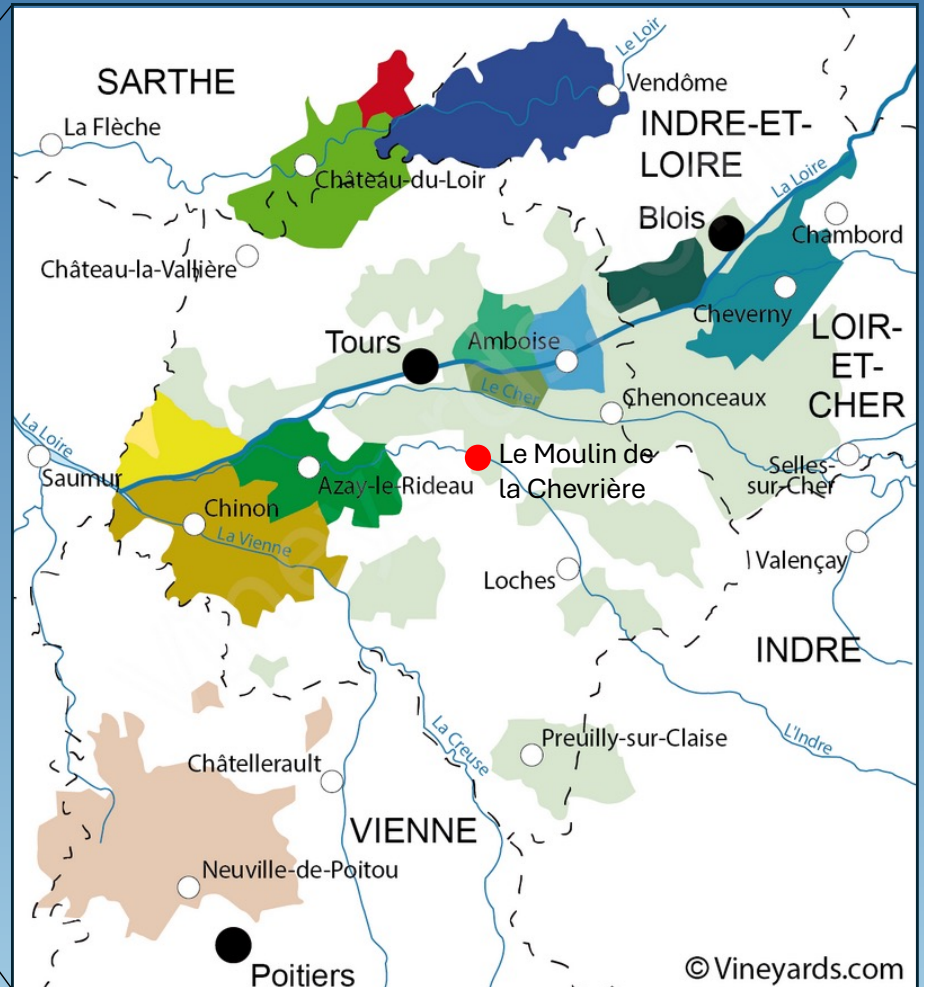 Le Loir
SARTHE
Vendôme
La Flèche
INDRE-ET-
LOIRE
Château-du-Loir
La Loire
Blois
Chambord
Château-la-Vallière
Cheverny
LOIR-
ET-
CHER
Tours
Amboise
Le Cher
Chenonceaux
La Loire
Saumur
Le Moulin de
la Chevrière
Selles-
sur-Cher
Azay-le-Rideau
Chinon
La Vienne
Valençay
Loches
INDRE
La Creuse
Preuilly-sur-Claise
L'Indre
Châtellerault
VIENNE
Neuville-de-Poitou
Poitiers
© Vineyards.com